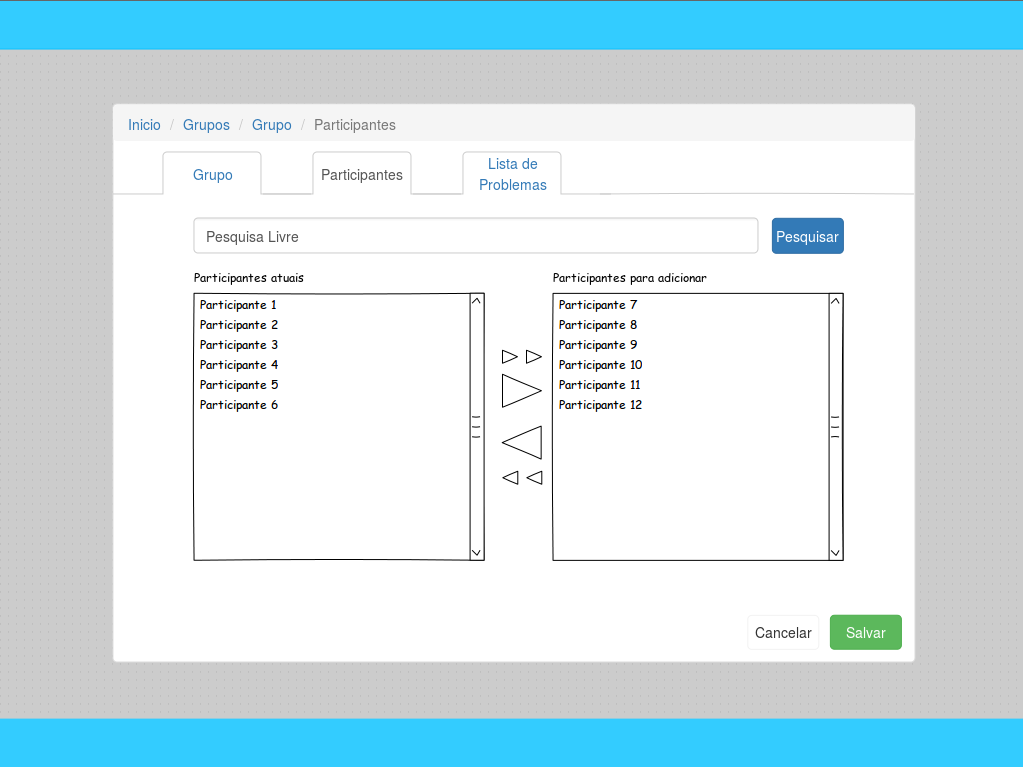 Inicio / Grupos / Grupo / Participantes
Grupo
Participantes
Lista de
Problemas
Pesquisa Livre
Pesquisar
Participantes atuais
Participante 1
Participante 2
Participante 3
Participante 4
Participante 5
Participante 6
Participantes para adicionar
Participante 7
Participante 8
Participante 9
Participante 10
Participante 11
Participante 12
Cancelar
Salvar